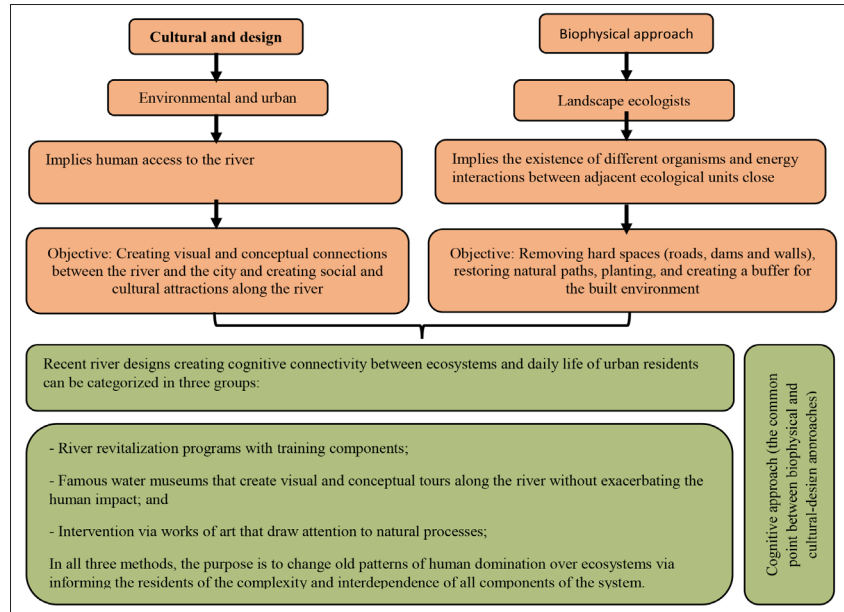 Cultural and design
Environmental and urban
Implies human access to the river
Objective: Creating visual and conceptual connections
between the river and the city and creating social and
cultural attractions along the river
Biophysical approach
Landscape ecologists
Implies the existence of different organisms and energy
interactions between adjacent ecological units close
Objective: Removing hard spaces (roads, dams and walls),
restoring natural paths, planting, and creating a buffer for
the built environment
Recent river designs creating cognitive connectivity between ecosystems and daily life of urban residents
can be categorized in three groups:
- River revitalization programs with training components;
- Famous water museums that create visual and conceptual tours along the river without exacerbating the
human impact; and
- Intervention via works of art that draw attention to natural processes;
In all three methods, the purpose is to change old patterns of human domination over ecosystems via
informing the residents of the complexity and interdependence of all components of the system.
Cognitive approach (the common
point between biophysical and
cultural-design approaches)